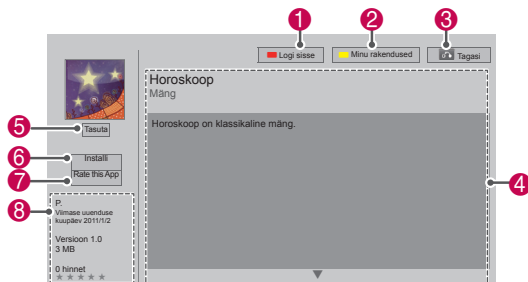 1
2
3
Logi sisse
Minu rakendused
Tagasi
Horoskoop
Mäng
5
Tasuta
Horoskoop on klassikaline mäng.
6
Installi
7
Rate this App
4
8
P.
Viimase uuenduse
kuupäev 2011/1/2
Versioon 1.0
3 MB
0 hinnet